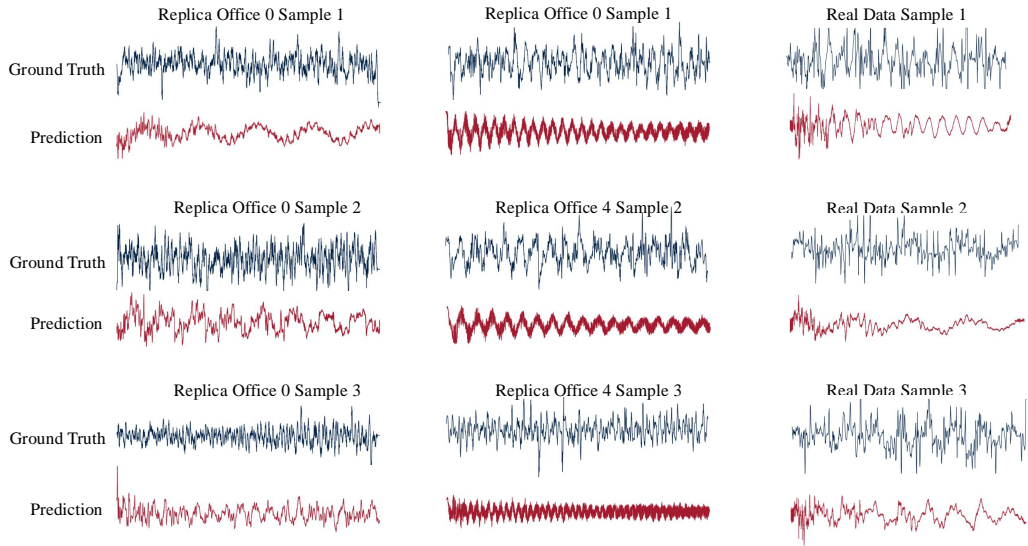 Replica Office 0 Sample 1
Replica Office 0 Sample 1
Real Data Sample 1
Ground Truth
Prediction
Replica Office 0 Sample 2
Replica Office 4 Sample 2
Real Data Sample 2
Ground Truth
Prediction
Replica Office 0 Sample 3
Replica Office 4 Sample 3
Real Data Sample 3
Ground Truth
Prediction